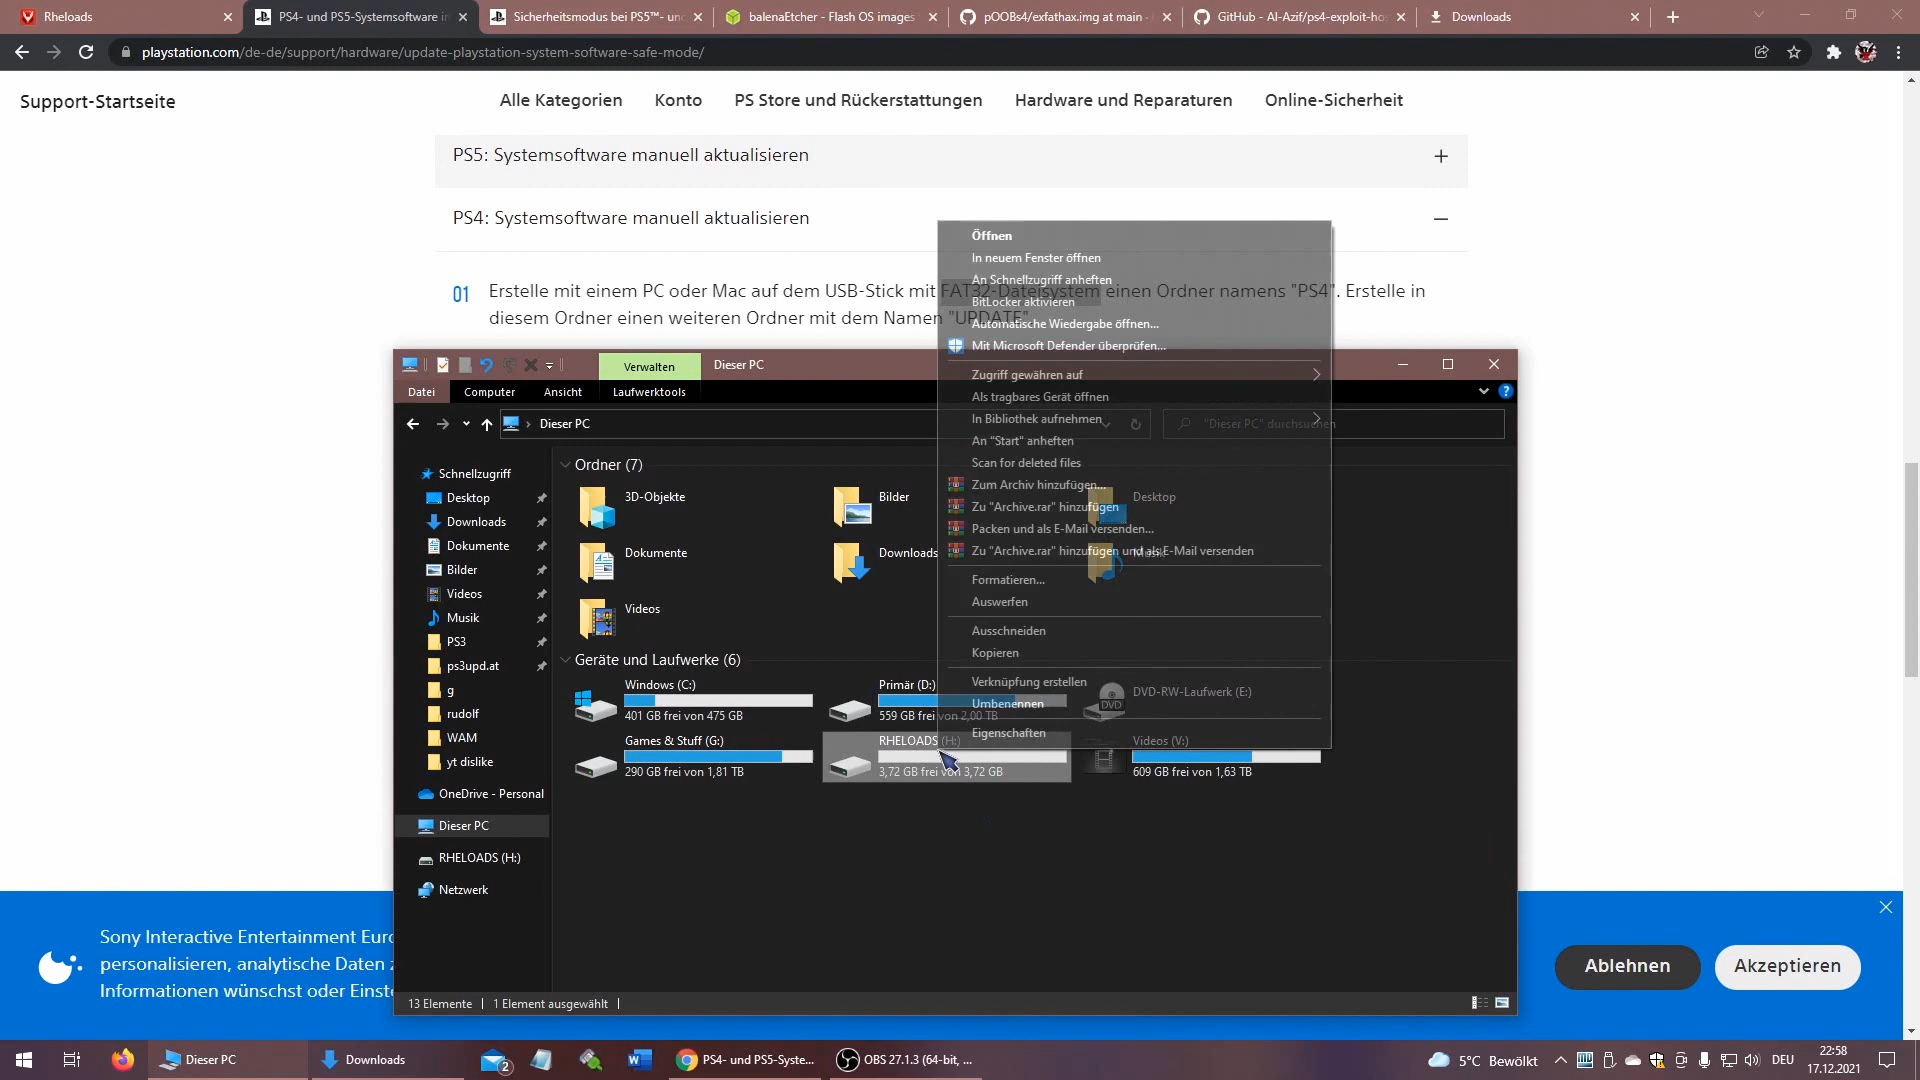 Rheloads
PS4- und PS5-Systemsoftware in
Sicherheitsmodus bei PS5™- und
balenaEtcher - Flash OS images
pOOBs4/exfathax.img at main ·
GitHub - Al-Azif/ps4-exploit-ho
Downloads
playstation.com/de-de/support/hardware/update-playstation-system-software-safe-mode/
Support-Startseite
Alle Kategorien
Konto
PS Store und Rückerstattungen
Hardware und Reparaturen
Online-Sicherheit
PS5: Systemsoftware manuell aktualisieren
PS4: Systemsoftware manuell aktualisieren
01
Erstelle mit einem PC oder Mac auf dem USB-Stick mit FAT32-Dateisystem einen Ordner namens "PS4". Erstelle in
diesem Ordner einen weiteren Ordner mit dem Namen "UPDATE".
Verwalten
Dieser PC
Datei
Computer
Ansicht
Laufwerktools
Dieser PC
"Dieser PC" durchsuchen
Schnellzugriff
Desktop
Downloads
Dokumente
Bilder
Videos
Musik
PS3
ps3upd.at
g
rudolf
WAM
yt dislike
OneDrive - Personal
Dieser PC
RHELOADS (H:)
Netzwerk
Ordner (7)
3D-Objekte
Bilder
Desktop
Dokumente
Downloads
Musik
Videos
Geräte und Laufwerke (6)
Windows (C:)
401 GB frei von 475 GB
Primär (D:)
559 GB frei von 2,00 TB
DVD-RW-Laufwerk (E:)
DVD
Games & Stuff (G:)
290 GB frei von 1,81 TB
RHELOADS (H:)
3,72 GB frei von 3,72 GB
Videos (V:)
609 GB frei von 1,63 TB
13 Elemente
1 Element ausgewählt
Öffnen
In neuem Fenster öffnen
An Schnellzugriff anheften
BitLocker aktivieren
Automatische Wiedergabe öffnen...
Mit Microsoft Defender überprüfen...
Zugriff gewähren auf
Als tragbares Gerät öffnen
In Bibliothek aufnehmen
An "Start" anheften
Scan for deleted files
Zum Archiv hinzufügen...
Zu "Archive.rar" hinzufügen
Packen und als E-Mail versenden...
Zu "Archive.rar" hinzufügen und als E-Mail versenden
Formatieren...
Auswerfen
Ausschneiden
Kopieren
Verknüpfung erstellen
Umbenennen
Eigenschaften
Sony Interactive Entertainment Euro
personalisieren, analytische Daten
Informationen wünschst oder Einste
Ablehnen
Akzeptieren
Dieser PC
Downloads
2
PS4- und PS5-Syste...
OBS 27.1.3 (64-bit, ...
5°C Bewölkt
DEU
22:58
17.12.2021